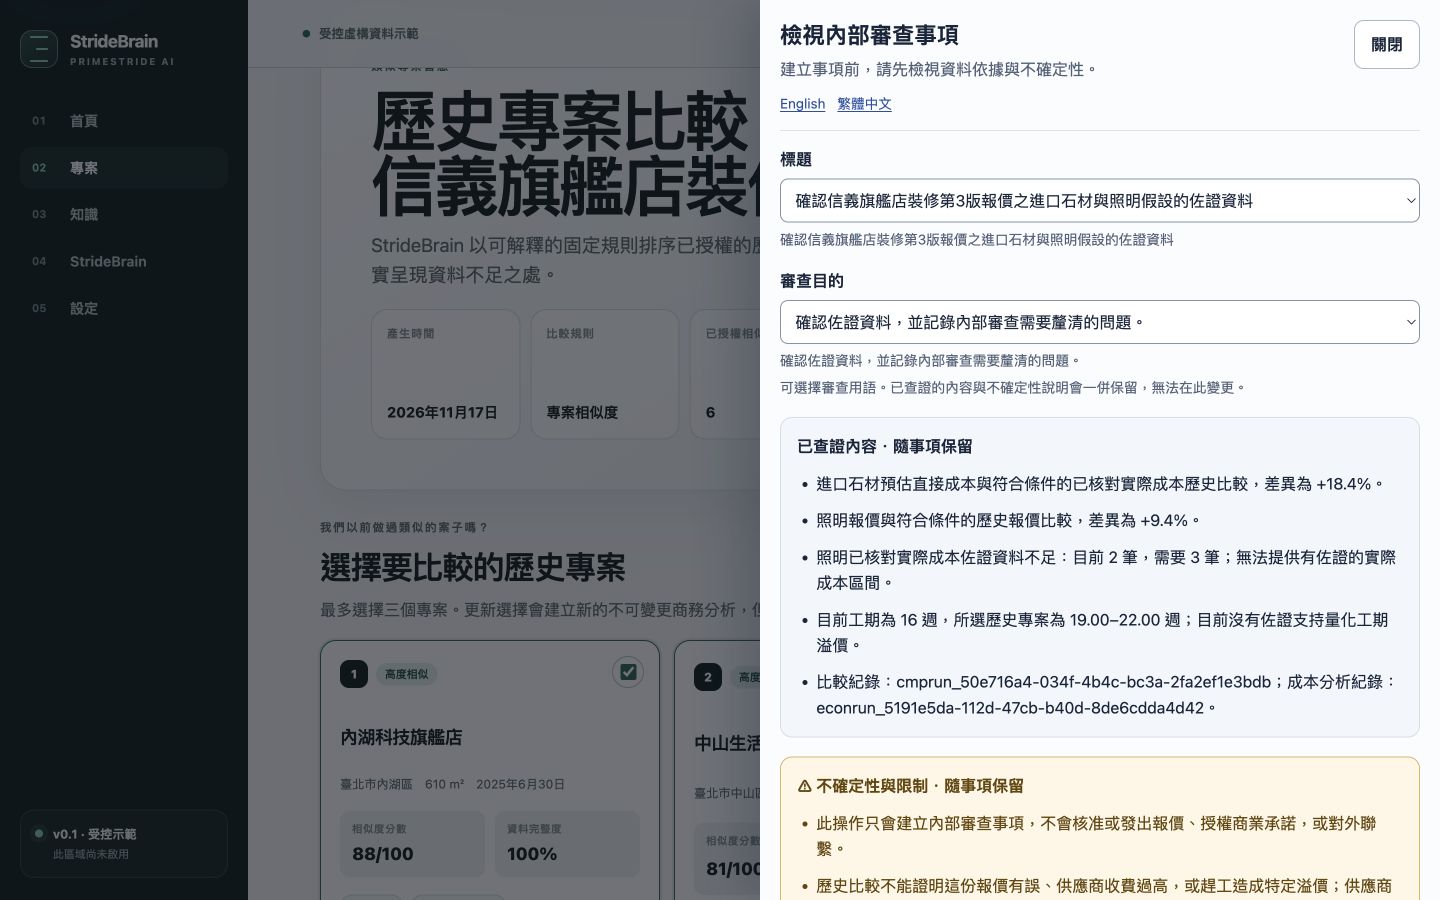 StrideBrain
PRIMESTRIDE AI
01 首頁
02 專案
03 知識
04 StrideBrain
05 設定
v0.1 · 受控示範
此區域尚未啟用
受控虛構資料示範
歷史專案比較
信義旗艦店裝
StrideBrain 以可解釋的固定規則排序已授權的
實呈現資料不足之處。
產生時間
2026年11月17日
比較規則
專案相似度
已授權相
6
我們以前做過類似的案子嗎？
選擇要比較的歷史專案
最多選擇三個專案。更新選擇會建立新的不可變更商務分析，
1 高度相似
內湖科技旗艦店
臺北市內湖區 610 m² 2025年6月30日
相似度分數
88/100
資料完整度
100%
2 高度
中山生活
臺北市中山
相似度分數
81/100
檢視內部審查事項
關閉
建立事項前，請先檢視資料依據與不確定性。
English 繁體中文
標題
確認信義旗艦店裝修第3版報價之進口石材與照明假設的佐證資料
確認信義旗艦店裝修第3版報價之進口石材與照明假設的佐證資料
審查目的
確認佐證資料，並記錄內部審查需要釐清的問題。
確認佐證資料，並記錄內部審查需要釐清的問題。
可選擇審查用語。已查證的內容與不確定性說明會一併保留，無法在此變更。
已查證內容 · 隨事項保留
• 進口石材預估直接成本與符合條件的已核對實際成本歷史比較，差異為 +18.4%。
• 照明報價與符合條件的歷史報價比較，差異為 +9.4%。
• 照明已核對實際成本佐證資料不足：目前 2 筆，需要 3 筆；無法提供有佐證的實際
成本區間。
• 目前工期為 16 週，所選歷史專案為 19.00–22.00 週；目前沒有佐證支持量化工期
溢價。
• 比較紀錄：cmprun_50e716a4-034f-4b4c-bc3a-2fa2ef1e3bdb；成本分析紀錄：
econrun_5191e5da-112d-47cb-b40d-8de6cdda4d42。
⚠ 不確定性與限制 · 隨事項保留
• 此操作只會建立內部審查事項，不會核准或發出報價、授權商業承諾，或對外聯
繫。
• 歷史比較不能證明這份報價有誤、供應商收費過高，或趕工造成特定溢價；供應商